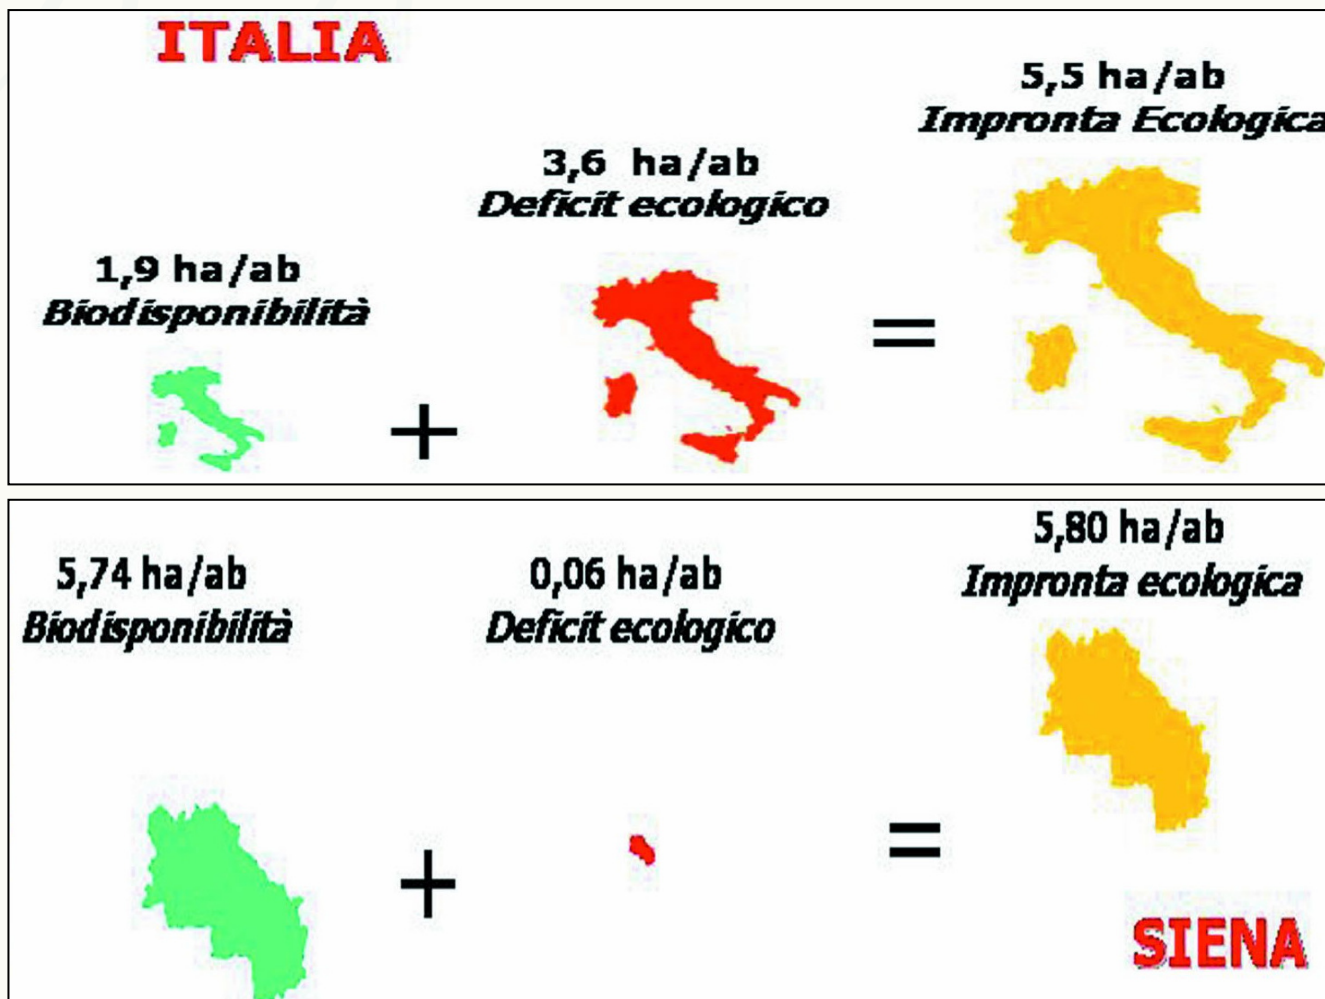 ITALIA
1,9 ha/ab
Biodisponibilità
+
3,6 ha/ab
Deficit ecologico
=
5,5 ha/ab
Impronta Ecologica
5,74 ha/ab
Biodisponibilità
+
0,06 ha/ab
Deficit ecologico
=
5,80 ha/ab
Impronta ecologica
SIENA